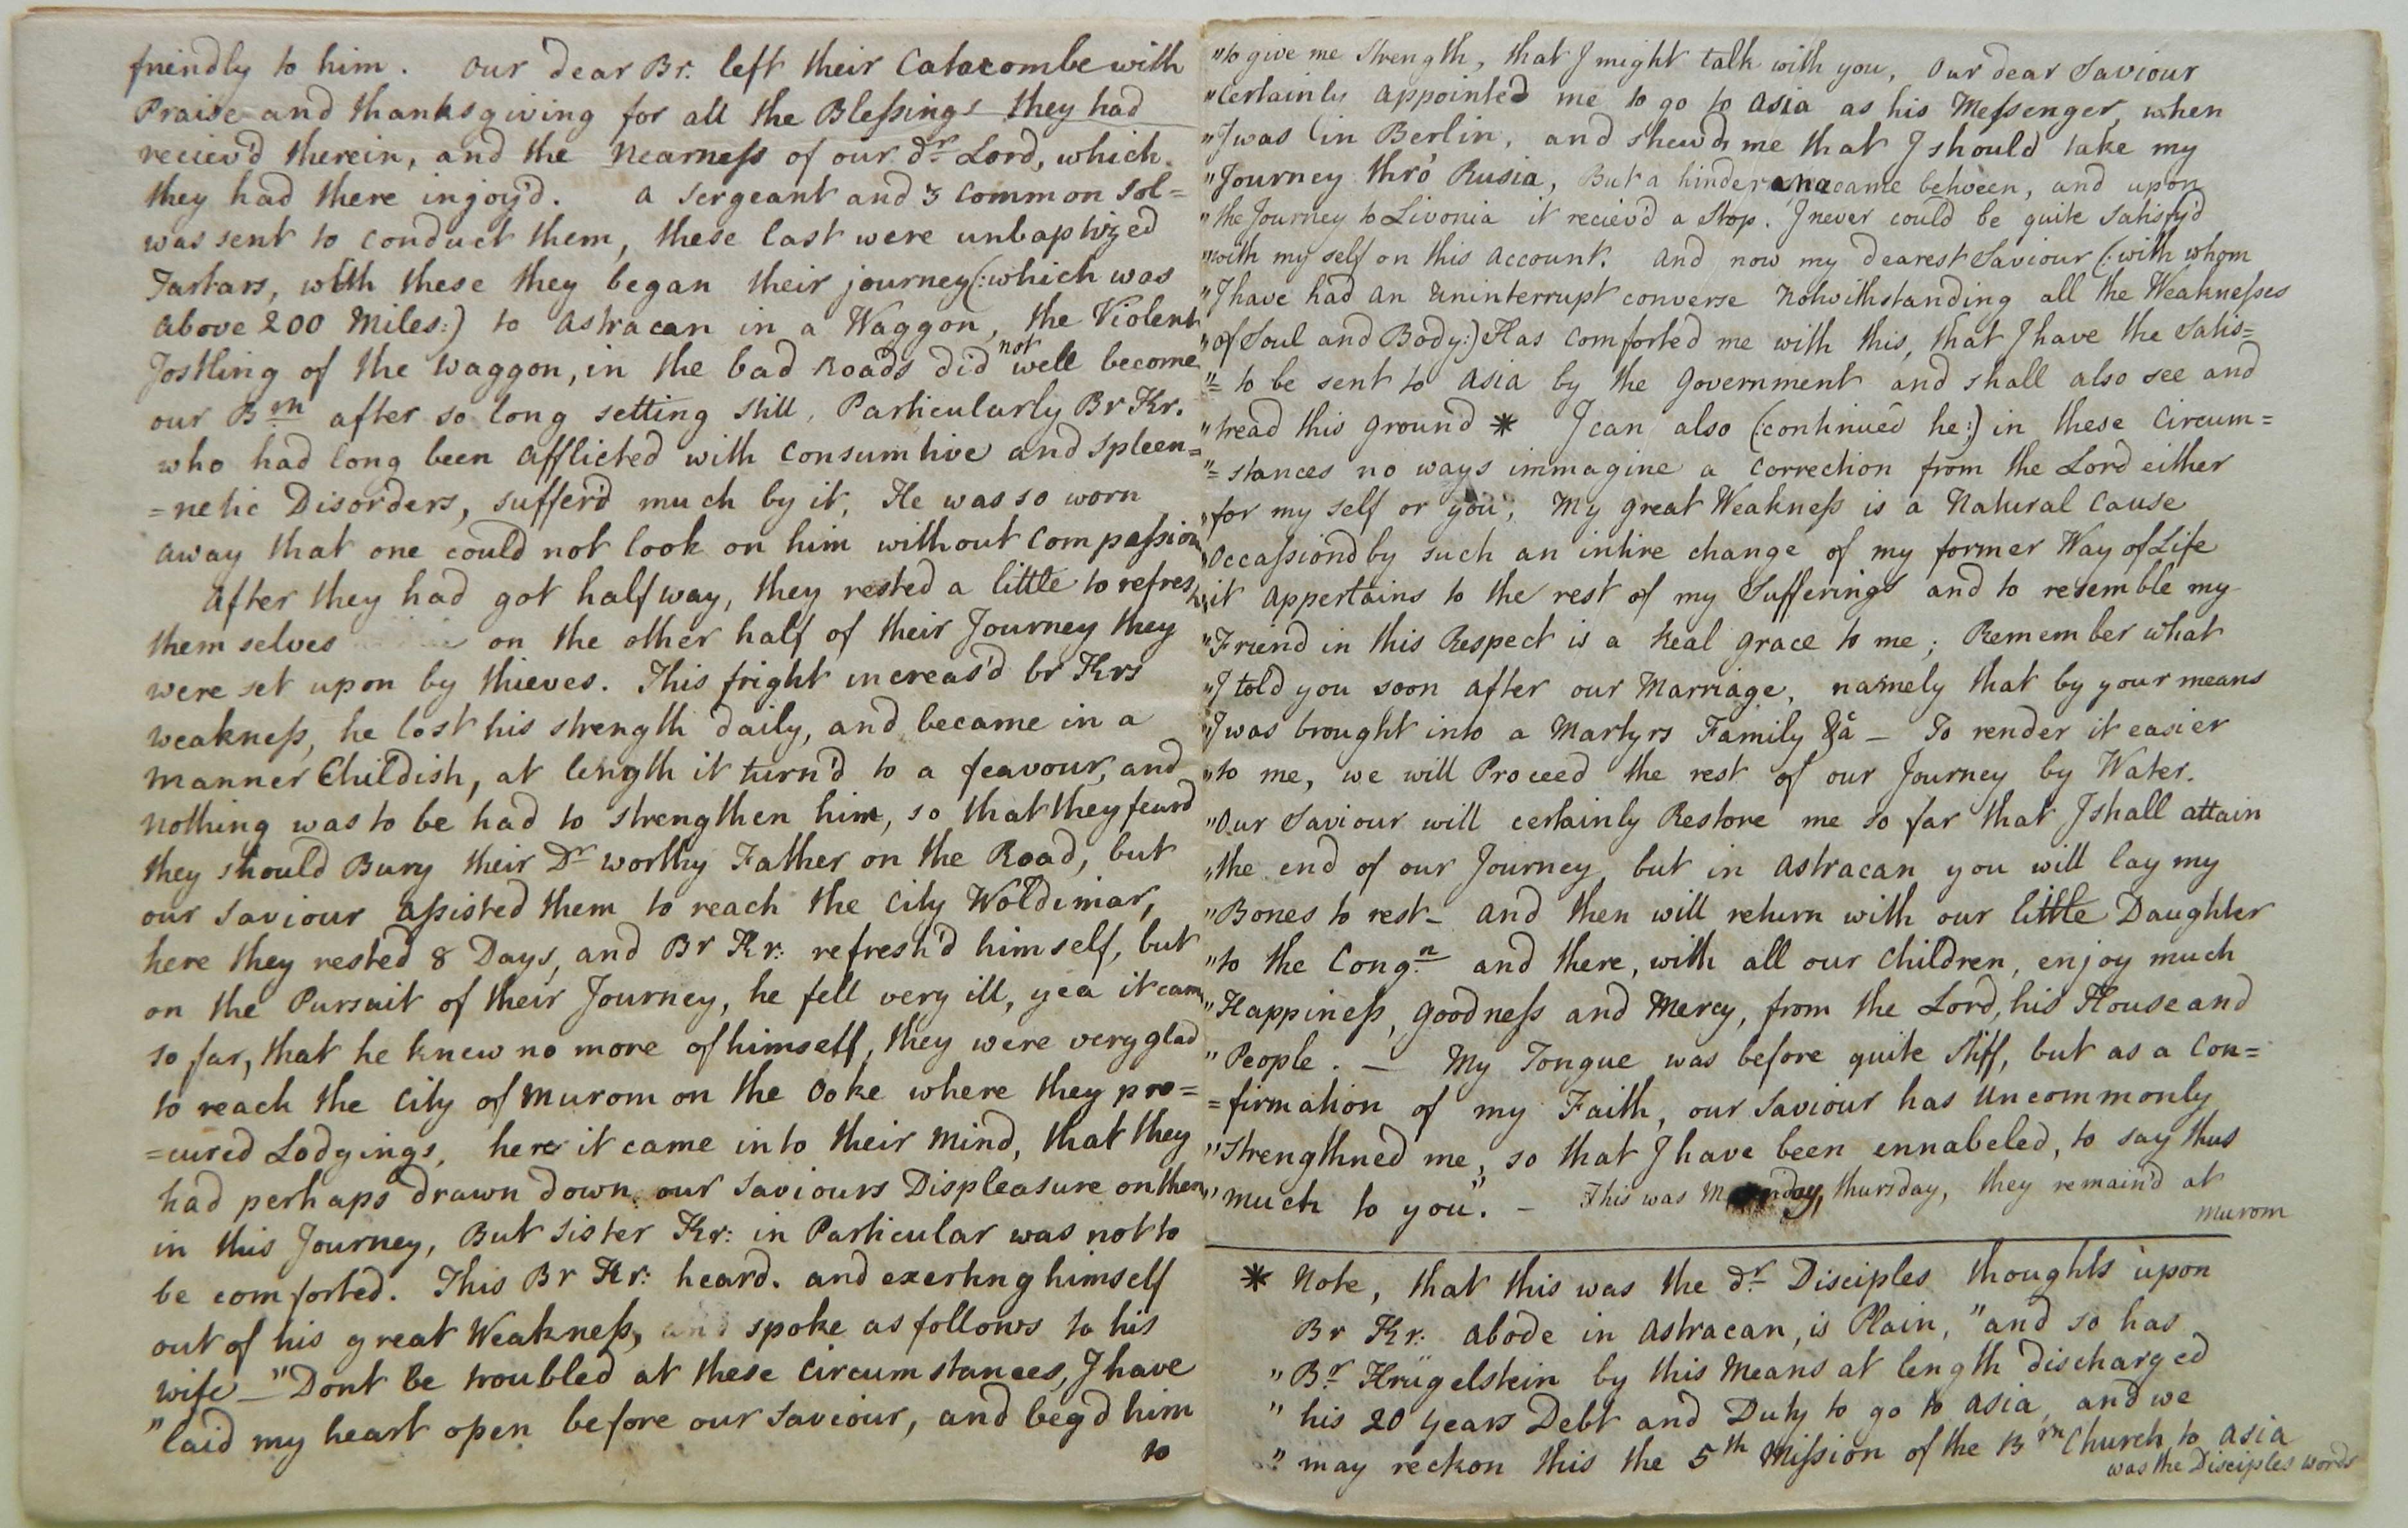 friendly to him. Our dear Br. left their Catacombe with
Praise and thanksgiving for all the Blessings they had
reciev'd therein, and the Nearness of our dr Lord, which
they had there injoy'd. a Sergeant and 3 Common Sol=
was sent to conduct them, these last were unbaptized
Tartars, with these they began their journey (:which was
above 200 Miles:) to Astracan in a Waggon, the Violent
Jostling of the Waggon, in the bad Roads did not well become
our Brn after so long setting still, Particularly Br Kr.
who had long been afflicted with Consumtive and Spleen=
=netic Disorders, suffer'd much by it, He was so worn
away that one could not look on him without Compassion
After they had got half way, they rested a little to refresh
themselves on the other half of their Journey they
were set upon by thieves. This fright increas'd br Krs
weakness, he lost his strength daily, and became in a
manner Childish, at length it turn'd to a feavour, and
nothing was to be had to strengthen him, so that they feard
they should Bury their Dr worthy Father on the Road, but
our Saviour assisted them to reach the City Woldimar,
here they rested 8 Days, and Br Kr: refresh'd himself, but
on the Pursuit of their Journey, he fell very ill, yea it came
so far, that he knew no more of himself, they were very glad
to reach the City of Murom on the Ooke where they pro=
=cured Lodgings, here it came into their Mind, that they
had perhaps drawn down our Saviours Displeasure on them
in this Journey, But Sister Kr: in Particular was not to
be comforted. This Br Kr: heard. and exerting himself
out of his great Weakness, and spoke as follows to his
wife — "Dont be troubled at these Circumstances, I have
"laid my heart open before our Saviour, and beg'd him
to
"to give me Strength, that I might talk with you, Our dear Saviour
"Certainly appointed me to go to Asia as his Messenger, when
"I was in Berlin, and shew'd me that I should take my
"Journey thro' Rusia, But a hinderance came between, and upon
"the Journey to Livonia it reciev'd a Stop. I never could be quite Satisfy'd
"with my self on this account. and now my dearest Saviour (:with whom
"I have had an Uninterrupt converse Notwithstanding all the Weaknesses
"of Soul and Body:) Has Comforted me with this, that I have the Satis=
"= to be sent to Asia by the Government and shall also see and
"tread this ground * I can also (:continued he:) in these Circum=
"= stances no ways immagine a Correction from the Lord either
"for my self or you; My great Weakness is a Natural Cause
"Occassiond by such an intire change of my former Way of Life
"it appertains to the rest of my Sufferings and to resemble my
"Friend in this Respect is a Real grace to me; Remember what
"I told you soon after our Marriage, namely that by your means
"I was brought into a Martyrs Family &a — To render it easier
"to me, we will Proceed the rest of our Journey by Water.
"Our Saviour will certainly Restore me so far that I shall attain
"the end of our Journey, but in Astracan you will lay my
"Bones to rest — and then will return with our little Daughter
"to the Congn. and there, with all our Children, enjoy much
"Happiness, goodness and Mercy, from the Lord, his House and
"People. — My Tongue was before quite Stiff, but as a Con=
=firmation of my Faith, our Saviour has Uncommonly
"Strengthned me, so that I have been ennabeled, to say thus
"much to you". — This was Monday, thursday, they remain'd at
Murom
* Note, that this was the dr Disciples thoughts upon
Br Kr: abode in Astracan, is Plain, "and so has
"Br. Krügelstein by this Means at length discharged
"his 20 Years Debt and Duty to go to Asia, and we
"may reckon this the 5th Mission of the Brn Church to Asia
was the Disciples words